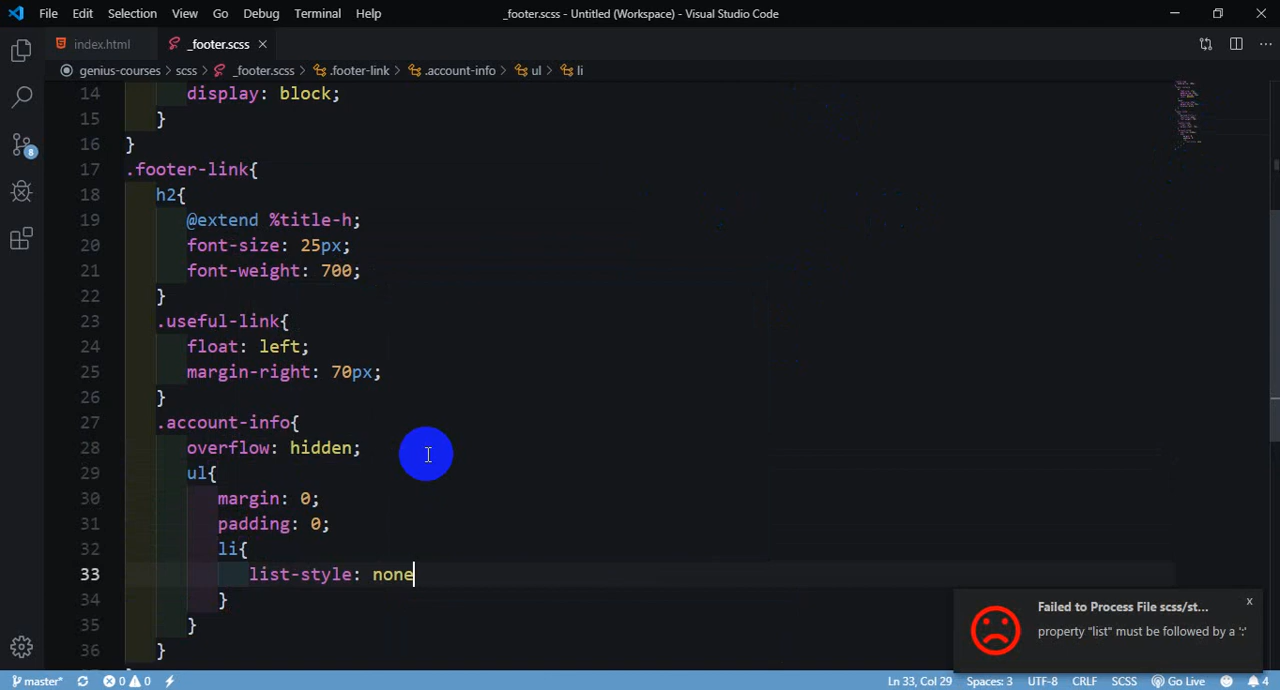 File Edit Selection View Go Debug Terminal Help _footer.scss - Untitled (Workspace) - Visual Studio Code
index.html _footer.scss
genius-courses > scss > _footer.scss > .footer-link > .account-info > ul > li
14 display: block;
15 }
16 }
17 .footer-link{
18 h2{
19 @extend %title-h;
20 font-size: 25px;
21 font-weight: 700;
22 }
23 .useful-link{
24 float: left;
25 margin-right: 70px;
26 }
27 .account-info{
28 overflow: hidden;
29 ul{
30 margin: 0;
31 padding: 0;
32 li{
33 list-style: none
34 }
35 }
36 }
Failed to Process File scss/st... x
property "list" must be followed by a ':'
master* 0 0 Ln 33, Col 29 Spaces: 3 UTF-8 CRLF SCSS Go Live 4
8